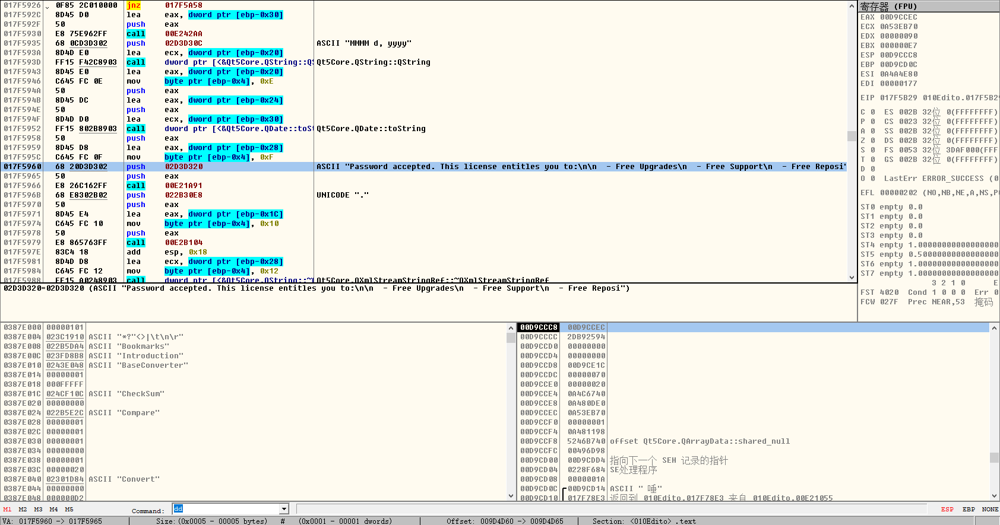 017F5926 0F85 2C010000 jnz 017F5A58
017F592C 8D45 D0 lea eax, dword ptr [ebp-0x30]
017F592F 50 push eax
017F5930 E8 75E962FF call 00E242AA
017F5935 68 0CD3D302 push 02D3D30C ASCII "MMMM d, yyyy"
017F593A 8D4D E0 lea ecx, dword ptr [ebp-0x20]
017F593D FF15 F42C8903 call dword ptr [<&Qt5Core.QString::QS Qt5Core.QString::QString
017F5943 8D45 E0 lea eax, dword ptr [ebp-0x20]
017F5946 C645 FC 0E mov byte ptr [ebp-0x4], 0xE
017F594A 50 push eax
017F594B 8D45 DC lea eax, dword ptr [ebp-0x24]
017F594E 50 push eax
017F594F 8D4D D0 lea ecx, dword ptr [ebp-0x30]
017F5952 FF15 802B8903 call dword ptr [<&Qt5Core.QDate::toSt Qt5Core.QDate::toString
017F5958 50 push eax
017F5959 8D45 D8 lea eax, dword ptr [ebp-0x28]
017F595C C645 FC 0F mov byte ptr [ebp-0x4], 0xF
017F5960 68 20D3D302 push 02D3D320 ASCII "Password accepted. This license entitles you to:\n\n  - Free Upgrades\n  - Free Support\n  - Free Reposi"
017F5965 50 push eax
017F5966 E8 26C162FF call 00E21A91
017F596B 68 E8302B02 push 022B30E8 UNICODE "."
017F5970 50 push eax
017F5971 8D45 E4 lea eax, dword ptr [ebp-0x1C]
017F5974 C645 FC 10 mov byte ptr [ebp-0x4], 0x10
017F5978 50 push eax
017F5979 E8 865763FF call 00E2B104
017F597E 83C4 18 add esp, 0x18
017F5981 8D4D D8 lea ecx, dword ptr [ebp-0x28]
017F5984 C645 FC 12 mov byte ptr [ebp-0x4], 0x12
017F5988 FF15 A0248903 call dword ptr [<&Qt5Core.QString::~Q Qt5Core.QXmlStreamStringRef::~QXmlStreamStringRef
02D3D320=02D3D320 (ASCII "Password accepted. This license entitles you to:\n\n  - Free Upgrades\n  - Free Support\n  - Free Reposi")
寄存器 (FPU)
EAX 00D9CCEC
ECX 0A53EB70
EDX 00000090
EBX 000000E7
ESP 00D9CCC8
EBP 00D9CD0C
ESI 0A4A4E80
EDI 00000177
EIP 017F5B29 010Edito.017F5B29
C 0 ES 002B 32位 0(FFFFFFFF)
P 0 CS 0023 32位 0(FFFFFFFF)
A 0 SS 002B 32位 0(FFFFFFFF)
Z 0 DS 002B 32位 0(FFFFFFFF)
S 0 FS 0053 32位 3DAF000(FFF
T 0 GS 002B 32位 0(FFFFFFFF)
D 0
O 0 LastErr ERROR_SUCCESS (0
EFL 00000202 (NO,NB,NE,A,NS,P
ST0 empty 0.0
ST1 empty 0.0
ST2 empty 0.0
ST3 empty 0.0
ST4 empty 1.0000000000000000000
ST5 empty 0.5000000000000000000
ST6 empty 1.0000000000000000000
ST7 empty 1.0000000000000000000
3 2 1 0 E
FST 4020 Cond 1 0 0 0 Err 0
FCW 027F Prec NEAR,53 掩码
0387E000 00000101
0387E004 023C1910 ASCII "*?"<>|\t\n\r"
0387E008 022B5DA4 ASCII "Bookmarks"
0387E00C 023FD8B8 ASCII "Introduction"
0387E010 0243E048 ASCII "BaseConverter"
0387E014 00000001
0387E018 000FFFFF
0387E01C 024CF10C ASCII "CheckSum"
0387E020 00000000
0387E024 022B5E2C ASCII "Compare"
0387E028 00000001
0387E02C 00000001
0387E030 00000001
0387E034 00000000
0387E038 00000001
0387E03C 00000020
0387E040 02301D84 ASCII "Convert"
0387E044 00000000
0387E048 000000D2
00D9CCC8 00D9CCEC
00D9CCCC 2DB92594
00D9CCD0 00000000
00D9CCD4 00000000
00D9CCD8 00D9CE1C
00D9CCDC 00000070
00D9CCE0 00000020
00D9CCE4 0A4C6740
00D9CCE8 0A480DE0
00D9CCEC 0A53EB70
00D9CCF0 00000001
00D9CCF4 0A481198
00D9CCF8 5246B740 offset Qt5Core.QArrayData::shared_null
00D9CCFC 00496D98
00D9CD00 00D9CDD4 指向下一个 SEH 记录的指针
00D9CD04 0228F684 SE处理程序
00D9CD08 0000001A
00D9CD0C 00D9CD14 ASCII " 唾"
00D9CD10 017F78E3 返回到 010Edito.017F78E3 来自 010Edito.00E21055
M1 M2 M3 M4 M5 Command: dd ESP EBP NONE
VA: 017F5960 -> 017F5965 Size:(0x0005 - 00005 bytes) # (0x0001 - 00001 dwords) Offset: 009D4D60 -> 009D4D65 Section: <010Edito> .text